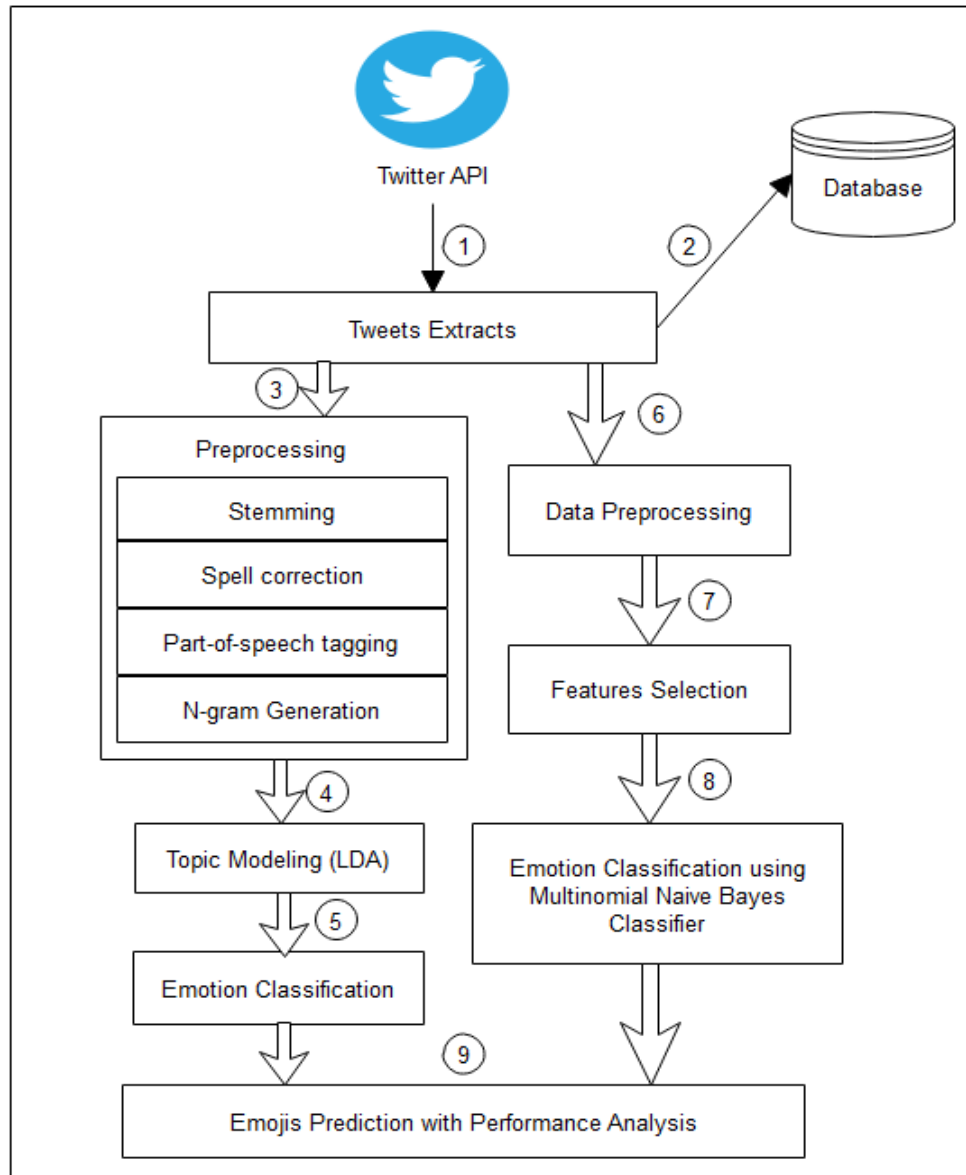 Twitter API
Database
1
2
Tweets Extracts
3
6
Preprocessing
Stemming
Spell correction
Part-of-speech tagging
N-gram Generation
Data Preprocessing
7
Features Selection
4
8
Topic Modeling (LDA)
5
Emotion Classification
Emotion Classification using
Multinomial Naive Bayes
Classifier
9
Emojis Prediction with Performance Analysis